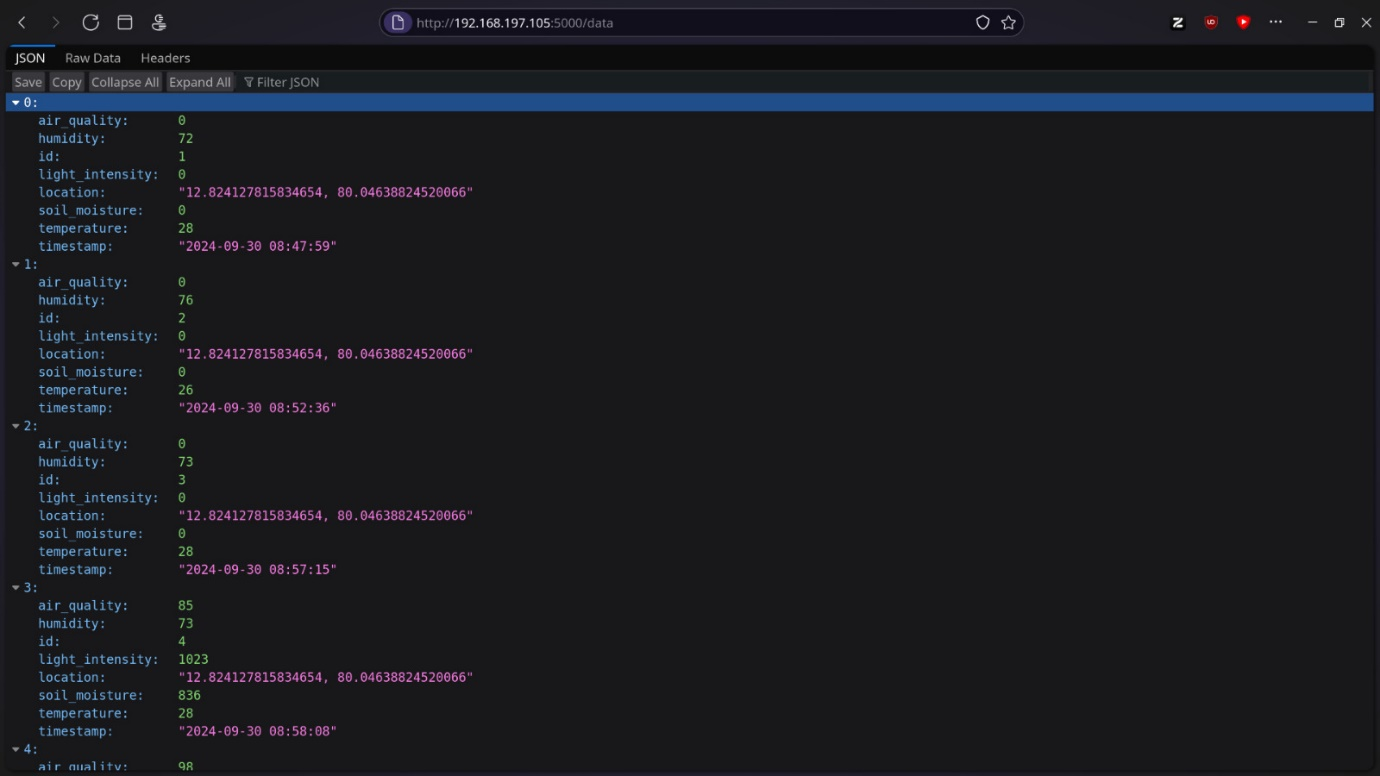 http://192.168.197.105:5000/data
JSON Raw Data Headers
Save Copy Collapse All Expand All Filter JSON
0:
air_quality: 0
humidity: 72
id: 1
light_intensity: 0
location: "12.824127815834654, 80.04638824520066"
soil_moisture: 0
temperature: 28
timestamp: "2024-09-30 08:47:59"
1:
air_quality: 0
humidity: 76
id: 2
light_intensity: 0
location: "12.824127815834654, 80.04638824520066"
soil_moisture: 0
temperature: 26
timestamp: "2024-09-30 08:52:36"
2:
air_quality: 0
humidity: 73
id: 3
light_intensity: 0
location: "12.824127815834654, 80.04638824520066"
soil_moisture: 0
temperature: 28
timestamp: "2024-09-30 08:57:15"
3:
air_quality: 85
humidity: 73
id: 4
light_intensity: 1023
location: "12.824127815834654, 80.04638824520066"
soil_moisture: 836
temperature: 28
timestamp: "2024-09-30 08:58:08"
4:
air_quality: 98